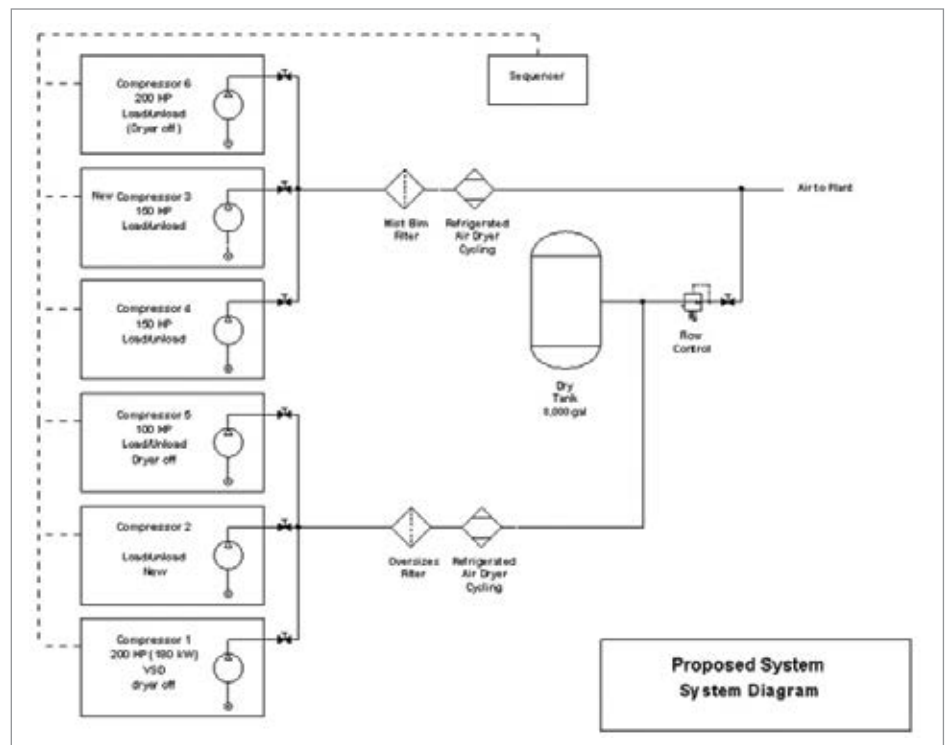 Compressor 6
200 HP
Load/unload
(Dryer off)
Sequencer
New Compressor 3
150 HP
Load/unload
Mist Elim
Filter
Refrigerated
Air Dryer
Cycling
Air to Plant
Compressor 4
150 HP
Load/unload
Flow
Control
Dry
Tank
Compressor 5
100 HP
Load/Unload
Dryer off
Compressor 2
Load/unload
New
Oversizes
Filter
Refrigerated
Air Dryer
Cycling
Compressor 1
200 HP (180 kW)
VSD
dryer off
Proposed System
System Diagram